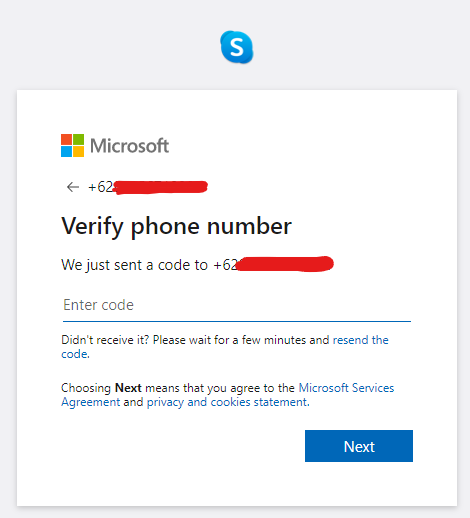 S
Microsoft
← +62
Verify phone number
We just sent a code to +62
Enter code
Didn't receive it? Please wait for a few minutes and resend the
code.
Choosing Next means that you agree to the Microsoft Services
Agreement and privacy and cookies statement.
Next